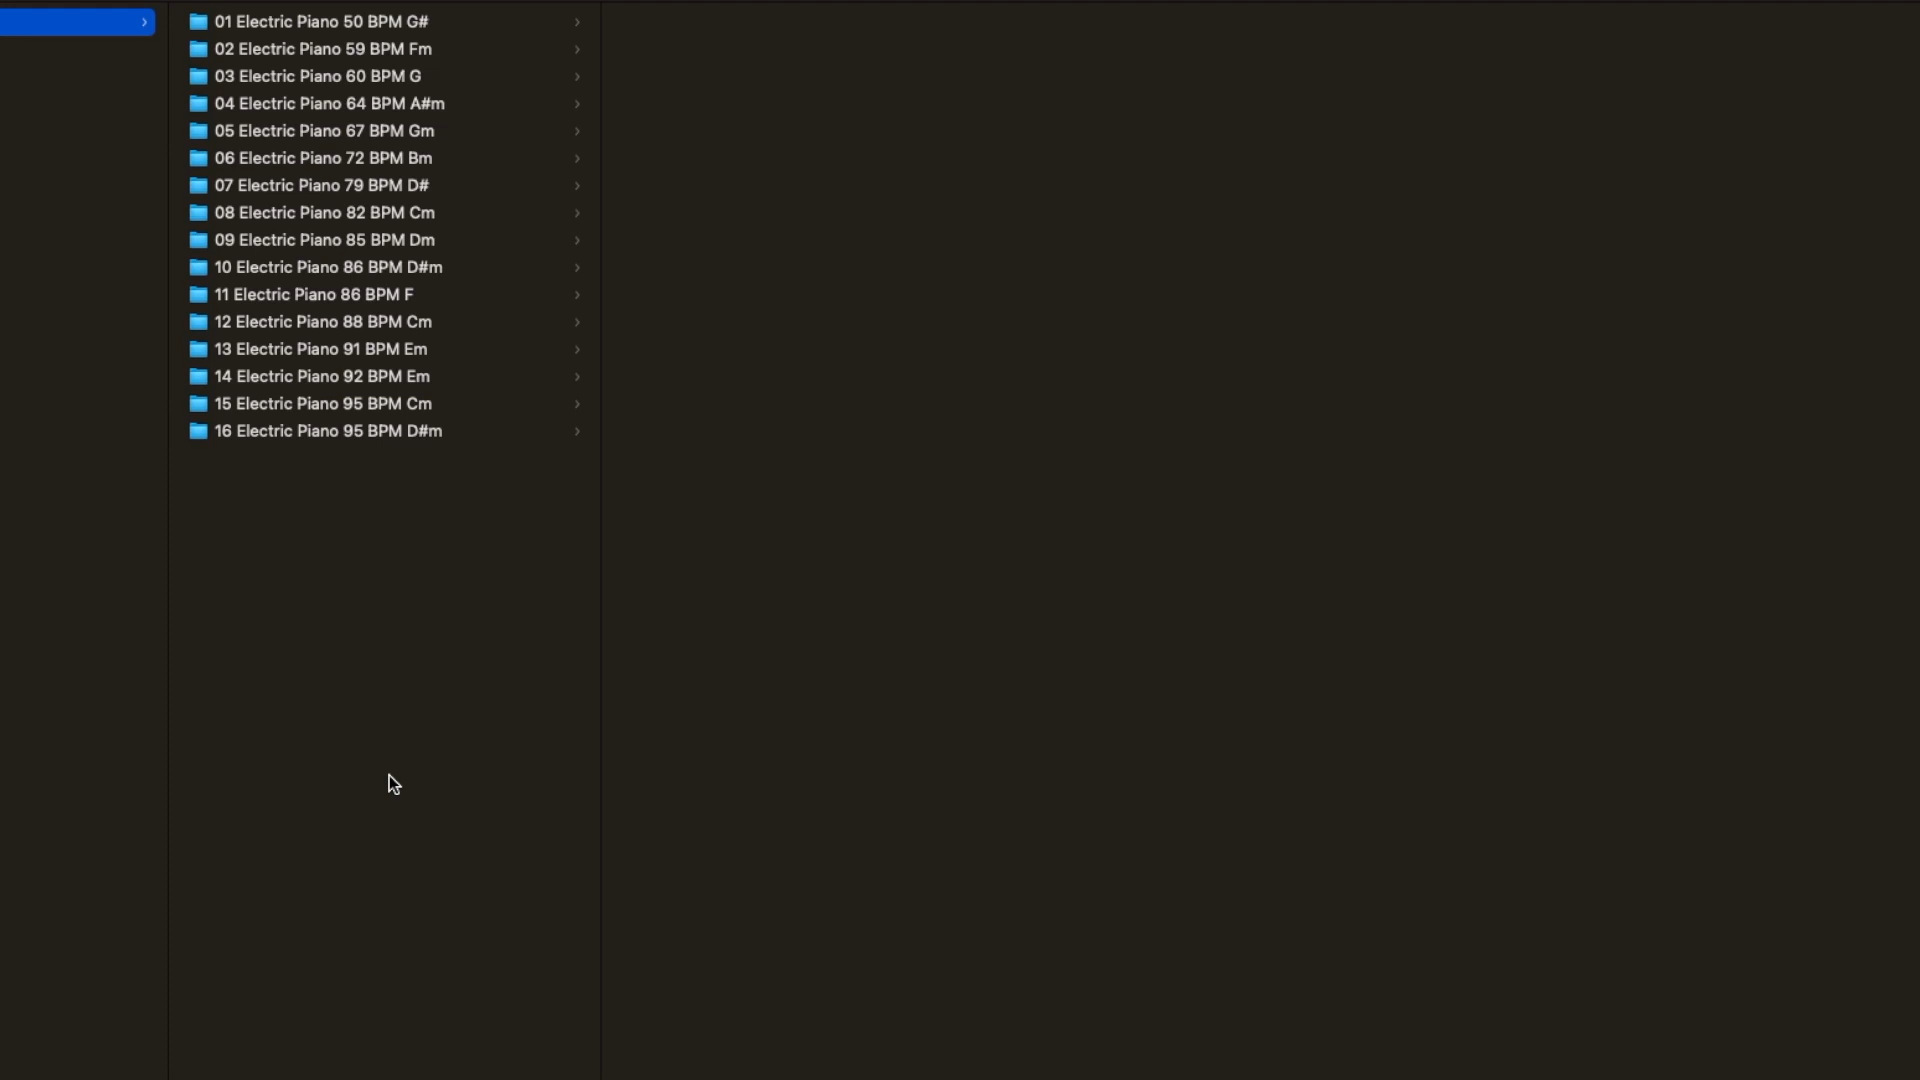 01 Electric Piano 50 BPM G#
02 Electric Piano 59 BPM Fm
03 Electric Piano 60 BPM G
04 Electric Piano 64 BPM A#m
05 Electric Piano 67 BPM Gm
06 Electric Piano 72 BPM Bm
07 Electric Piano 79 BPM D#
08 Electric Piano 82 BPM Cm
09 Electric Piano 85 BPM Dm
10 Electric Piano 86 BPM D#m
11 Electric Piano 86 BPM F
12 Electric Piano 88 BPM Cm
13 Electric Piano 91 BPM Em
14 Electric Piano 92 BPM Em
15 Electric Piano 95 BPM Cm
16 Electric Piano 95 BPM D#m